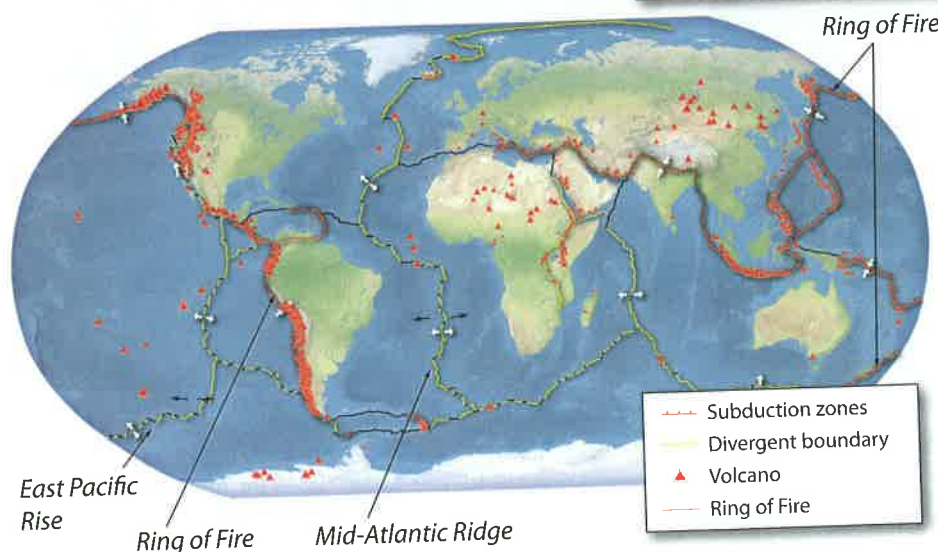 Ring of Fire
East Pacific
Rise
Ring of Fire
Mid-Atlantic Ridge
Subduction zones
Divergent boundary
Volcano
Ring of Fire